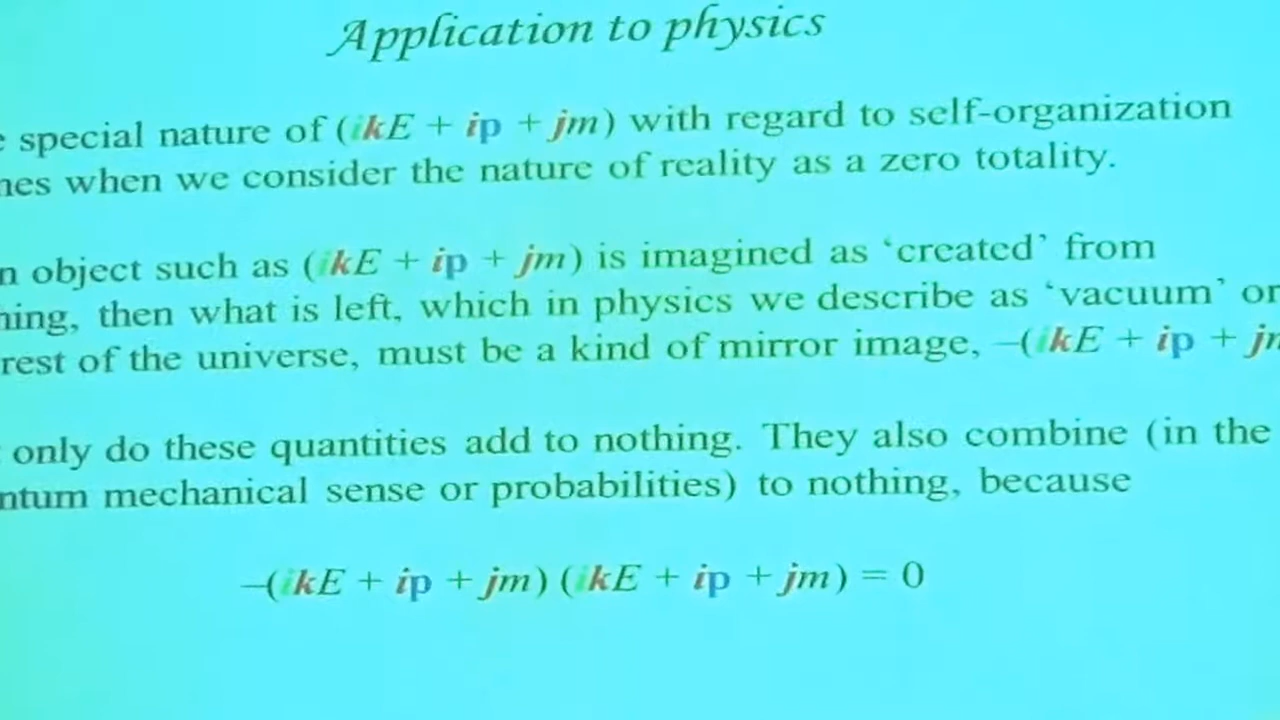 Application to physics
special nature of (ikE + ip + jm) with regard to self-organization
when we consider the nature of reality as a zero totality.
object such as (ikE + ip + jm) is imagined as ‘created’ from
then what is left, which in physics we describe as ‘vacuum’ or
rest of the universe, must be a kind of mirror image, –(ikE + ip + j
only do these quantities add to nothing. They also combine (in the
mechanical sense or probabilities) to nothing, because
–(ikE + ip + jm) (ikE + ip + jm) = 0